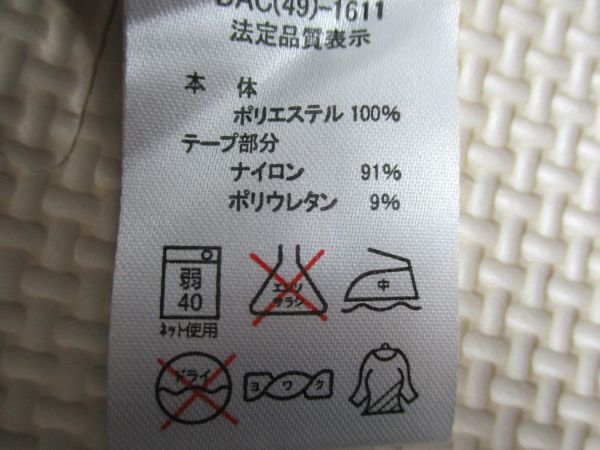 DAC(49)-1611
法定品質表示
本 体
ポリエステル 100%
テープ部分
ナイロン 91%
ポリウレタン 9%
弱
40
ネット使用
エンソ
サラシ
中
ドライ
ヨワク